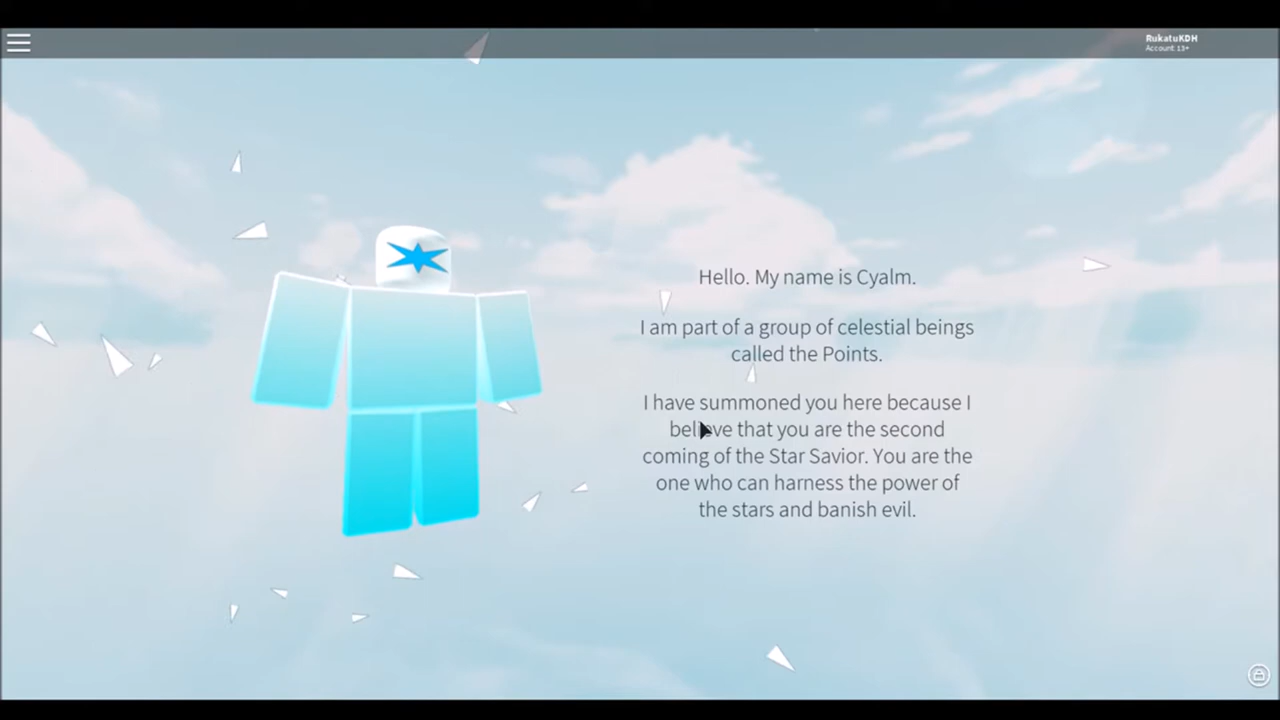 RukatuKDH
Account: 13+
Hello. My name is Cyalm.
I am part of a group of celestial beings
called the Points.
I have summoned you here because I
believe that you are the second
coming of the Star Savior. You are the
one who can harness the power of
the stars and banish evil.